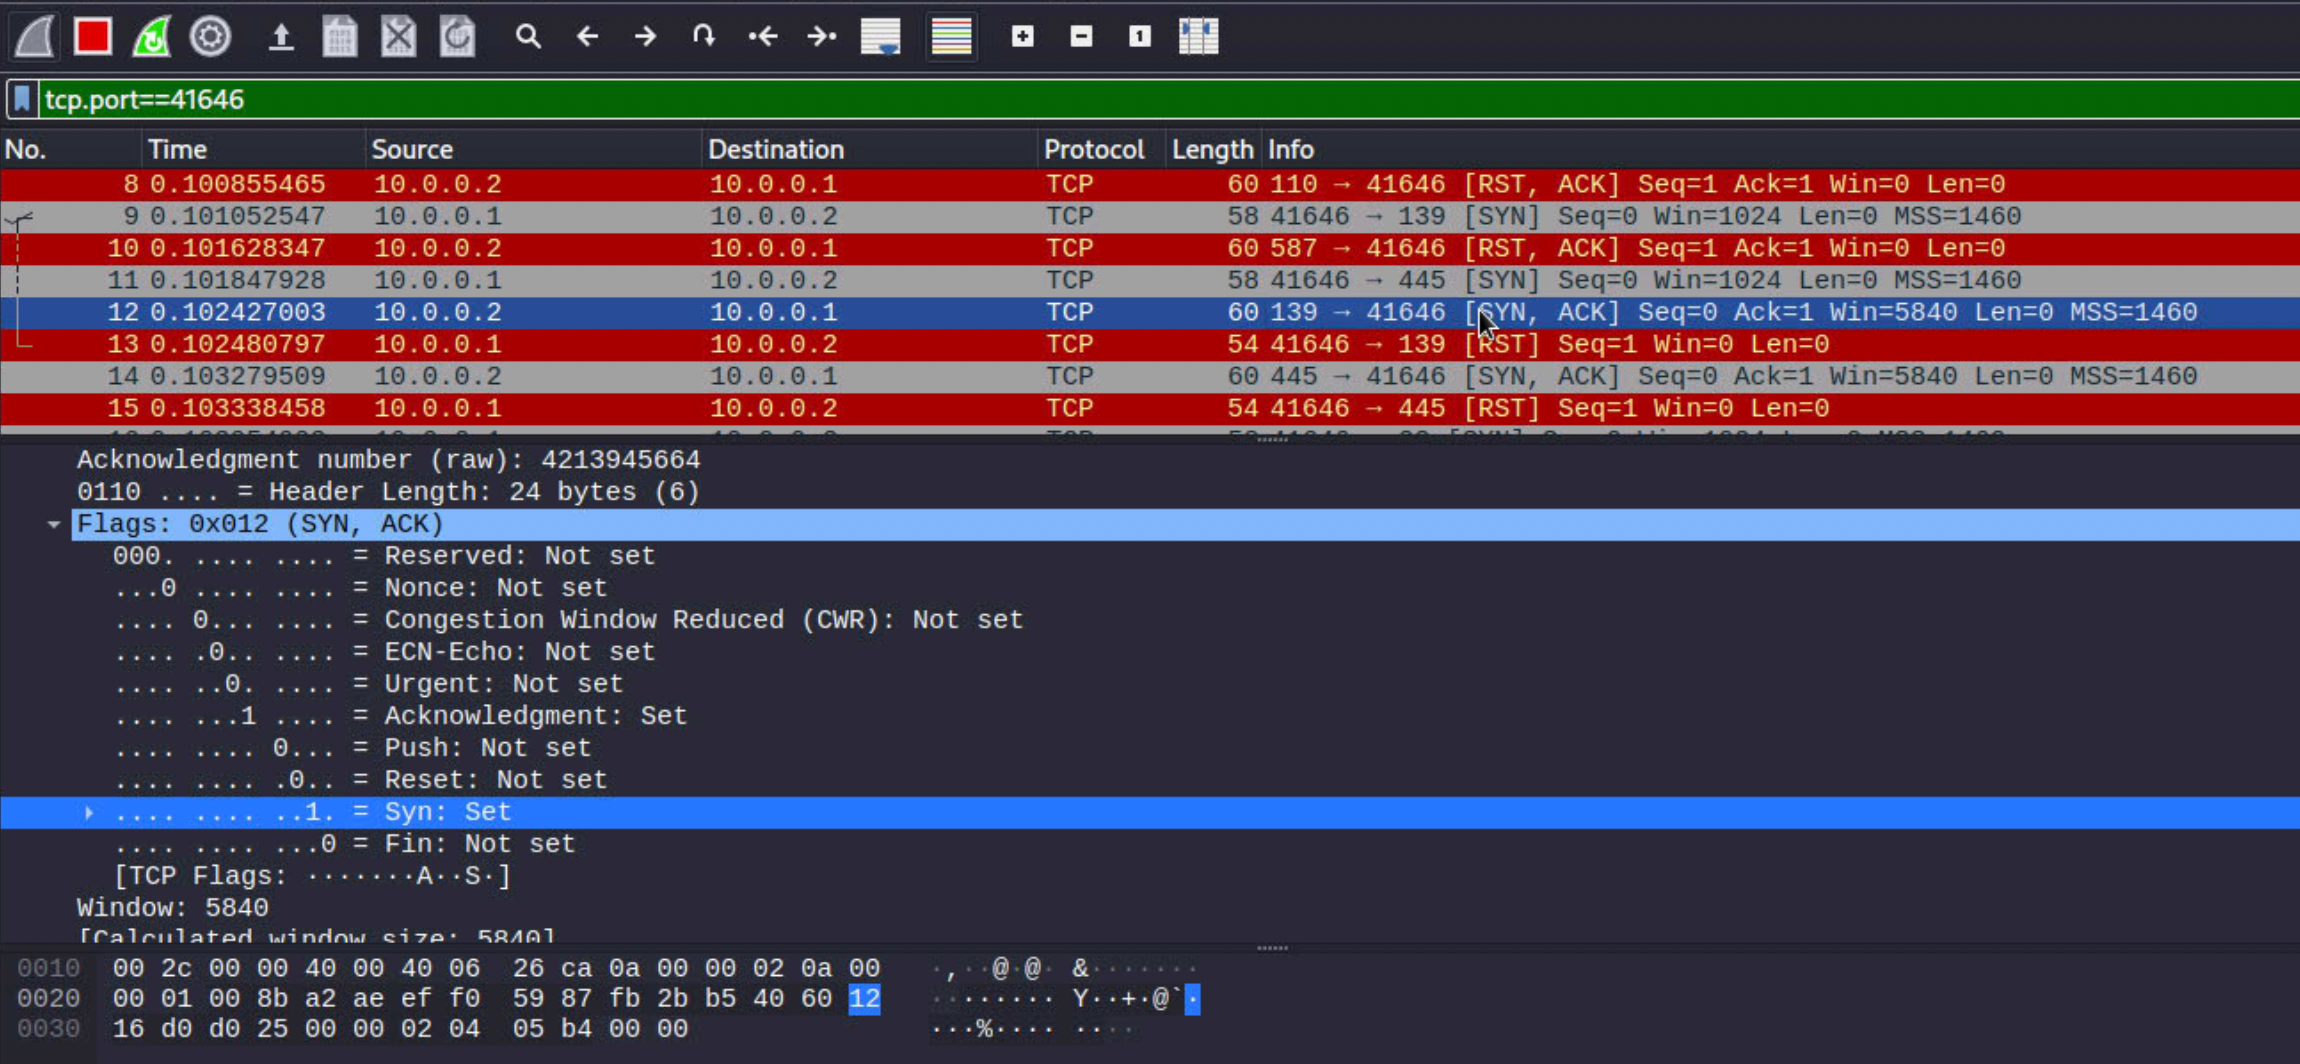 tcp.port==41646
No. Time Source Destination Protocol Length Info
8 0.100855465 10.0.0.2 10.0.0.1 TCP 60 110 → 41646 [RST, ACK] Seq=1 Ack=1 Win=0 Len=0
9 0.101052547 10.0.0.1 10.0.0.2 TCP 58 41646 → 139 [SYN] Seq=0 Win=1024 Len=0 MSS=1460
10 0.101628347 10.0.0.2 10.0.0.1 TCP 60 587 → 41646 [RST, ACK] Seq=1 Ack=1 Win=0 Len=0
11 0.101847928 10.0.0.1 10.0.0.2 TCP 58 41646 → 445 [SYN] Seq=0 Win=1024 Len=0 MSS=1460
12 0.102427003 10.0.0.2 10.0.0.1 TCP 60 139 → 41646 [SYN, ACK] Seq=0 Ack=1 Win=5840 Len=0 MSS=1460
13 0.102480797 10.0.0.1 10.0.0.2 TCP 54 41646 → 139 [RST] Seq=1 Win=0 Len=0
14 0.103279509 10.0.0.2 10.0.0.1 TCP 60 445 → 41646 [SYN, ACK] Seq=0 Ack=1 Win=5840 Len=0 MSS=1460
15 0.103338458 10.0.0.1 10.0.0.2 TCP 54 41646 → 445 [RST] Seq=1 Win=0 Len=0
Acknowledgment number (raw): 4213945664
0110 .... = Header Length: 24 bytes (6)
Flags: 0x012 (SYN, ACK)
000. .... .... = Reserved: Not set
...0 .... .... = Nonce: Not set
.... 0... .... = Congestion Window Reduced (CWR): Not set
.... .0.. .... = ECN-Echo: Not set
.... ..0. .... = Urgent: Not set
.... ...1 .... = Acknowledgment: Set
.... .... 0... = Push: Not set
.... .... .0.. = Reset: Not set
.... .... ..1. = Syn: Set
.... .... ...0 = Fin: Not set
[TCP Flags: ·······A··S·]
Window: 5840
[Calculated window size: 5840]
0010 00 2c 00 00 40 00 40 06 26 ca 0a 00 00 02 0a 00 ·,··@·@· &·······
0020 00 01 00 8b a2 ae ef f0 59 87 fb 2b b5 40 60 12 ········ Y··+·@`·
0030 16 d0 d0 25 00 00 02 04 05 b4 00 00 ···%···· ····